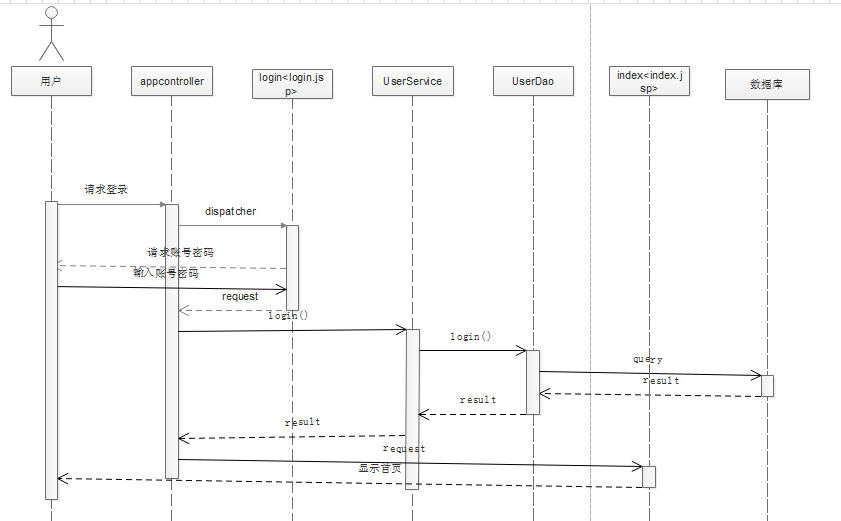 用户
appcontroller
login<login.js
p>
UserService
UserDao
index<index.j
sp>
数据库
请求登录
dispatcher
请求账号密码
输入账号密码
request
login()
login()
query
result
result
result
request
显示首页